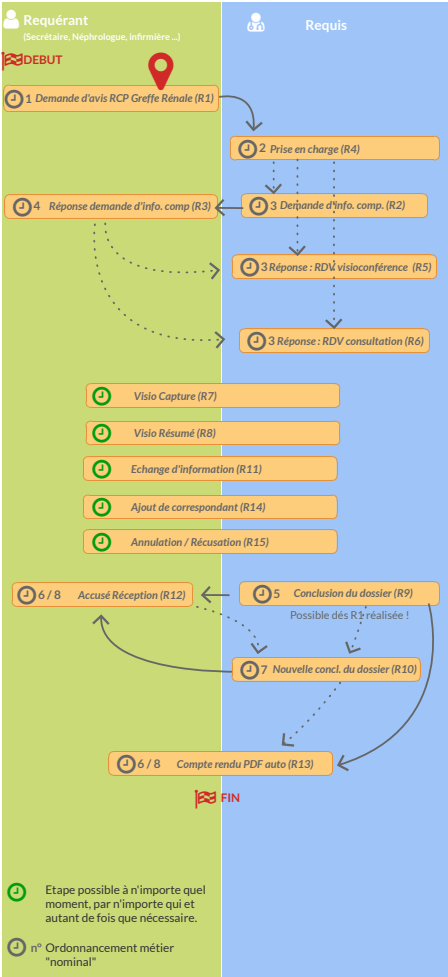 Requérant
(Secrétaire, Néphrologue, infirmière ...)
Requis
DEBUT
1 Demande d'avis RCP Greffe Rénale (R1)
2 Prise en charge (R4)
4 Réponse demande d'info. comp (R3)
3 Demande d'info. comp. (R2)
3 Réponse : RDV visioconférence (R5)
3 Réponse : RDV consultation (R6)
Visio Capture (R7)
Visio Résumé (R8)
Echange d'information (R11)
Ajout de correspondant (R14)
Annulation / Récusation (R15)
6 / 8 Accusé Réception (R12)
5 Conclusion du dossier (R9)
Possible dés R1 réalisée !
7 Nouvelle concl. du dossier (R10)
6 / 8 Compte rendu PDF auto (R13)
FIN
Etape possible à n'importe quel
moment, par n'importe qui et
autant de fois que nécessaire.
n° Ordonnancement métier
"nominal"